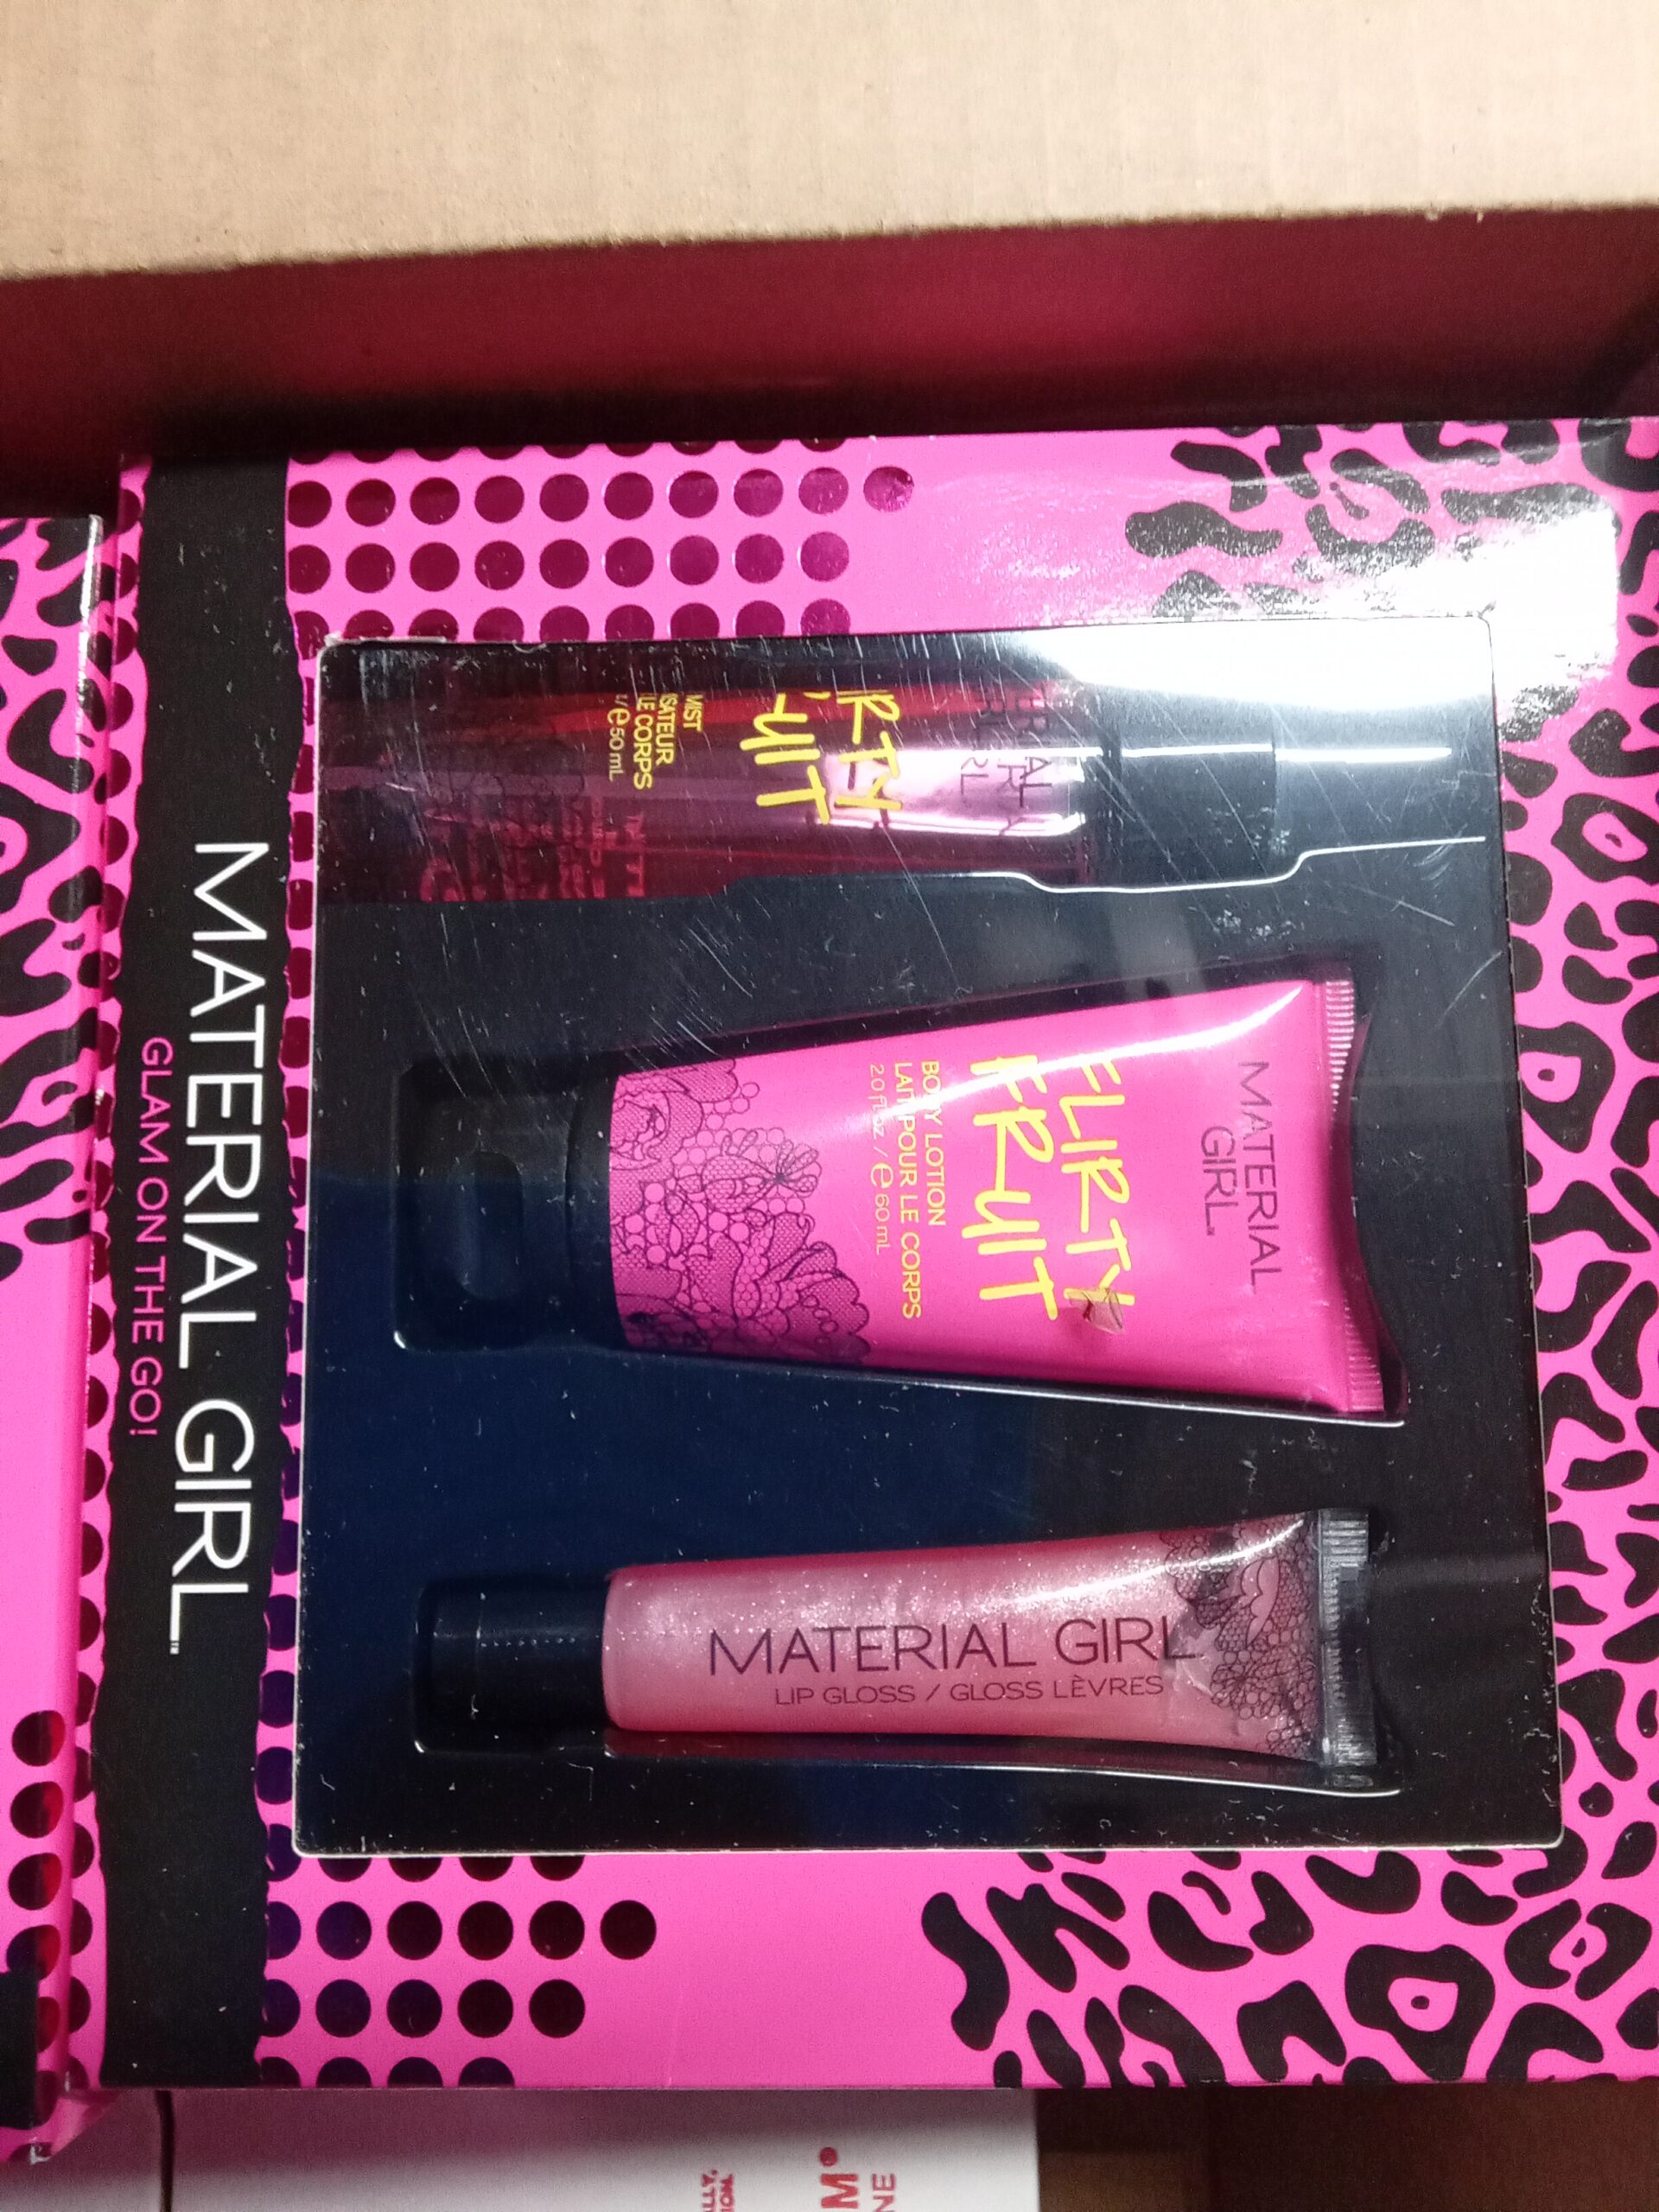 MATERIAL GIRL™
GLAM ON THE GO!
MIST
LE CORPS
50 mL
MATERIAL
GIRL.
FLIRTY
FRUIT
BODY LOTION
LAIT POUR LE CORPS
2.0 fl oz / ℮ 60 mL
MATERIAL GIRL
LIP GLOSS / GLOSS LÈVRES